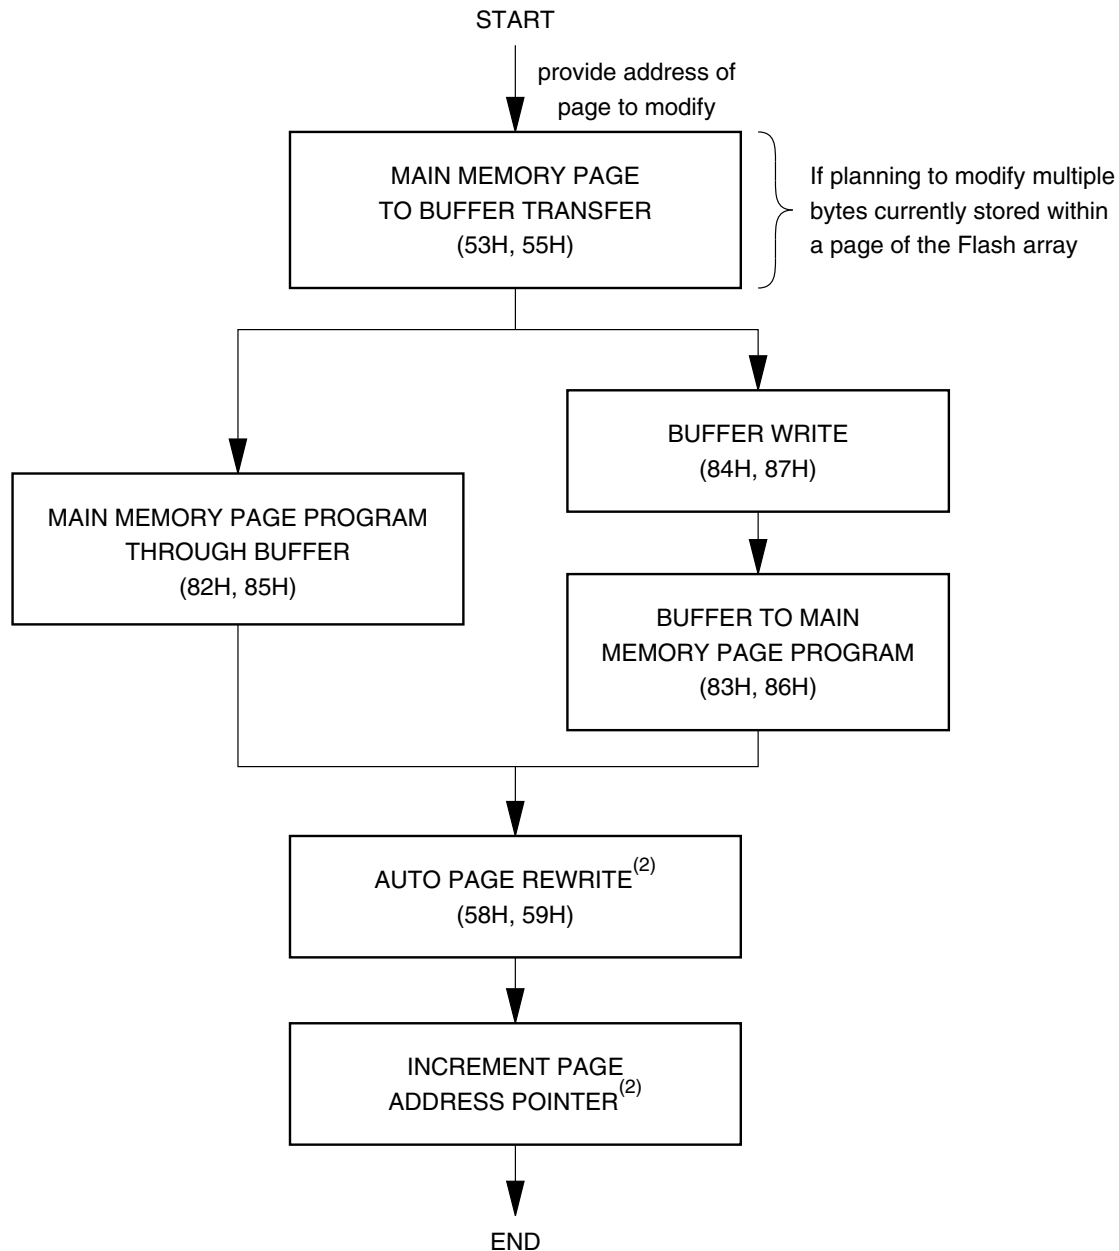 START
provide address of
page to modify
MAIN MEMORY PAGE
TO BUFFER TRANSFER
(53H, 55H)
If planning to modify multiple
bytes currently stored within
a page of the Flash array
BUFFER WRITE
(84H, 87H)
MAIN MEMORY PAGE PROGRAM
THROUGH BUFFER
(82H, 85H)
BUFFER TO MAIN
MEMORY PAGE PROGRAM
(83H, 86H)
AUTO PAGE REWRITE(2)
(58H, 59H)
INCREMENT PAGE
ADDRESS POINTER(2)
END